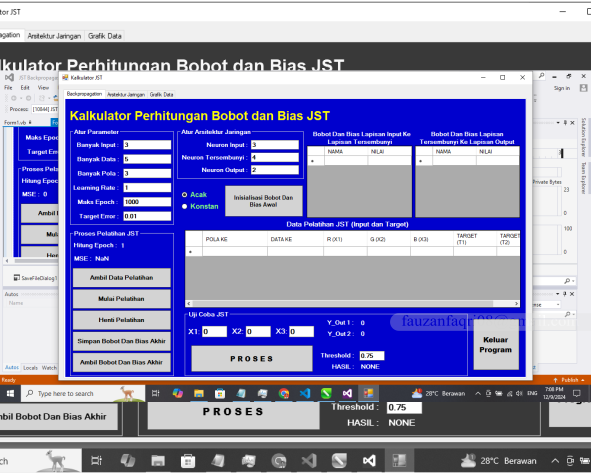 tor JST
agation Arsitektur Jaringan Grafik Data
lkulator Perhitungan Bobot dan Bias JST
JST Backpropaga
File Edit View
Sign in
Process: [10844] JST
Form1.vb
Maks Epoc
Target Err
Proses Pela
Hitung Epoc
MSE : 0
Ambil
Mul
Hen
SaveFileDialog1
Autos
Name
Autos Locals Watch
Ready
Solution Explorer
Team Explorer
Private Bytes
23
0
100
0
Publish
Kalkulator JST
Backpropagation Arsitektur Jaringan Grafik Data
Kalkulator Perhitungan Bobot dan Bias JST
Atur Parameter
Banyak Input : 3
Banyak Data : 5
Banyak Pola : 3
Learning Rate : 1
Maks Epoch : 1000
Target Error : 0.01
Atur Arsitektur Jaringan
Neuron Input : 3
Neuron Tersembunyi : 4
Neuron Output : 2
Acak
Konstan
Inisialisasi Bobot Dan
Bias Awal
Bobot Dan Bias Lapisan Input Ke
Lapisan Tersembunyi
NAMA NILAI
Bobot Dan Bias Lapisan
Tersembunyi Ke Lapisan Output
NAMA NILAI
Proses Pelatihan JST
Hitung Epoch : 1
MSE : NaN
Ambil Data Pelatihan
Mulai Pelatihan
Henti Pelatihan
Simpan Bobot Dan Bias Akhir
Ambil Bobot Dan Bias Akhir
Data Pelatihan JST (Input dan Target)
POLA KE DATA KE R (X1) G (X2) B (X3) TARGET (T1) TARGET (T2)
Uji Coba JST
X1: 0 X2: 0 X3: 0
Y_Out 1 : 0
Y_Out 2 : 0
PROSES
Threshold : 0.75
HASIL : NONE
Keluar
Program
Type here to search
28°C Berawan
ENG
7:08 PM
12/9/2024
nbil Bobot Dan Bias Akhir
PROSES
Threshold : 0.75
HASIL : NONE
ch
28°C Berawan